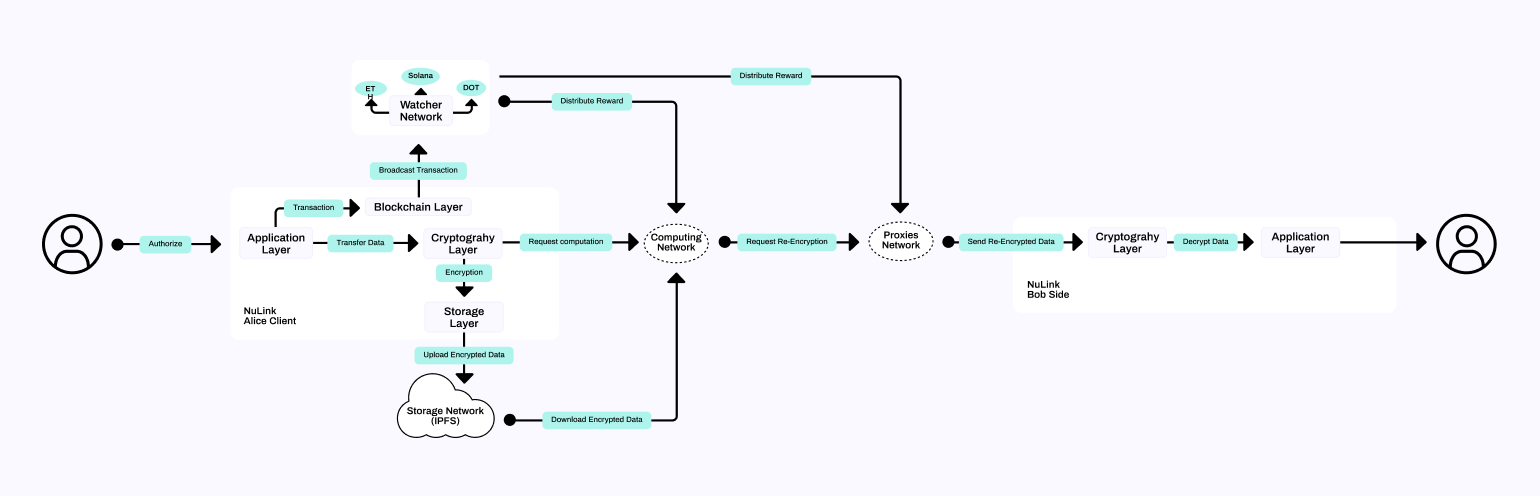 Solana
ET
H
DOT
Watcher
Network
Distribute Reward
Distribute Reward
Broadcast Transaction
Transaction
Blockchain Layer
Authorize
Application
Layer
Transfer Data
Cryptograhy
Layer
Request computation
Computing
Network
Request Re-Encryption
Proxies
Network
Send Re-Encrypted Data
Cryptograhy
Layer
Decrypt Data
Application
Layer
Encryption
NuLink
Alice Client
Storage
Layer
NuLink
Bob Side
Upload Encrypted Data
Storage Network
(IPFS)
Download Encrypted Data